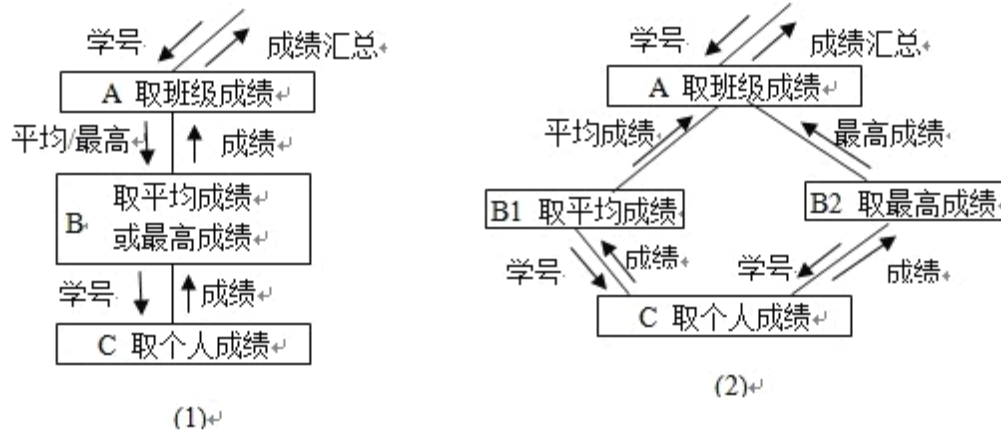 学号
成绩汇总
A 取班级成绩
平均/最高
成绩
B
取平均成绩
或最高成绩
学号
成绩
C 取个人成绩
(1)
学号
成绩汇总
A 取班级成绩
平均成绩
最高成绩
B1 取平均成绩
B2 取最高成绩
学号
成绩
学号
成绩
C 取个人成绩
(2)